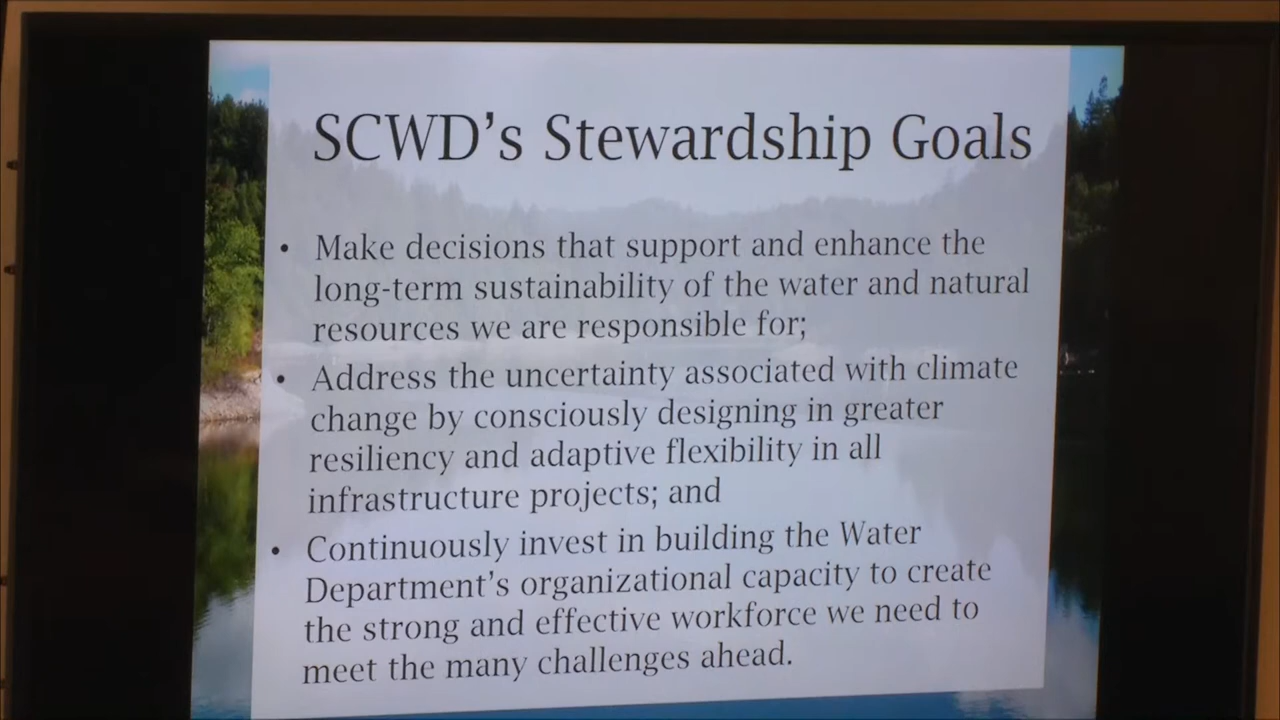 SCWD's Stewardship Goals
• Make decisions that support and enhance the
long-term sustainability of the water and natural
resources we are responsible for;
• Address the uncertainty associated with climate
change by consciously designing in greater
resiliency and adaptive flexibility in all
infrastructure projects; and
• Continuously invest in building the Water
Department's organizational capacity to create
the strong and effective workforce we need to
meet the many challenges ahead.